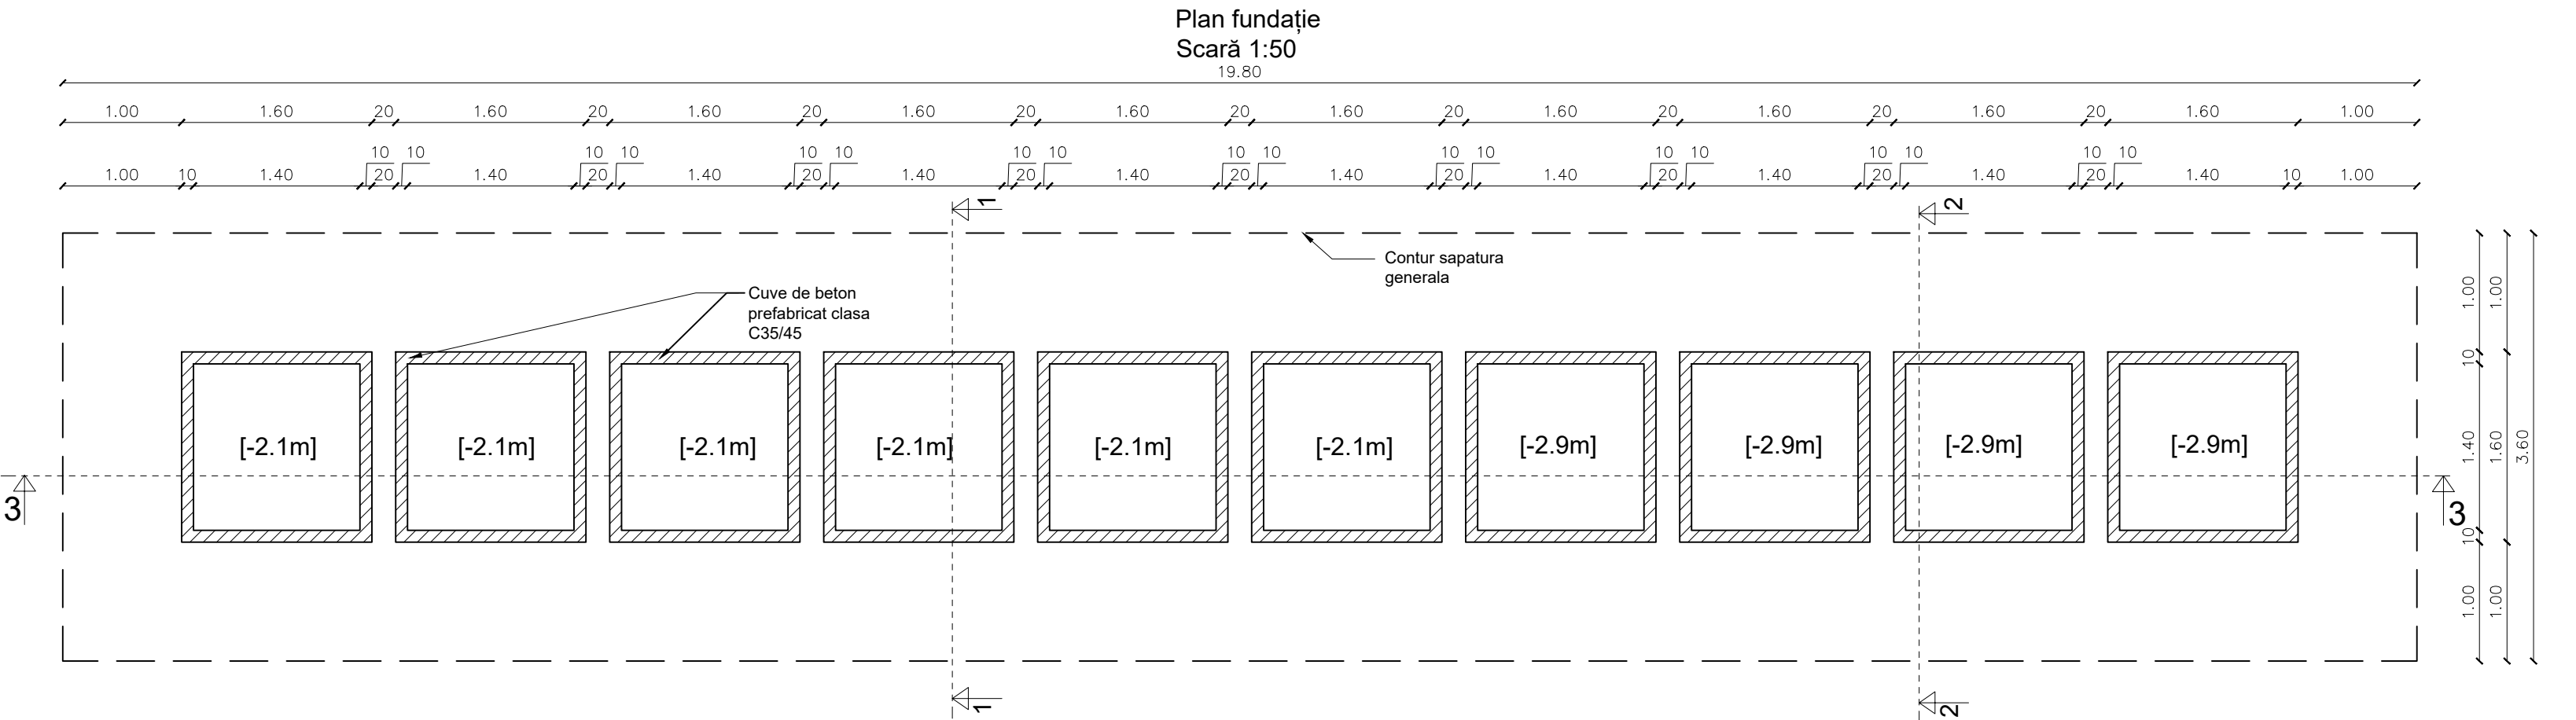 Plan fundație
Scară 1:50
19.80
1.00 1.60 20 1.60 20 1.60 20 1.60 20 1.60 20 1.60 20 1.60 20 1.60 20 1.60 20 1.60 1.00
10 10 10 10 10 10 10 10 10 10 10 10 10 10 10 10 10 10
1.00 10 1.40 20 1.40 20 1.40 20 1.40 20 1.40 20 1.40 20 1.40 20 1.40 20 1.40 20 1.40 10 1.00
1 2
Contur sapatura
generala
Cuve de beton
prefabricat clasa
C35/45
1.00 1.00
10
[-2.1m] [-2.1m] [-2.1m] [-2.1m] [-2.1m] [-2.1m] [-2.9m] [-2.9m] [-2.9m] [-2.9m]
1.40 1.60 3.60
3 3
10
1.00 1.00
1 2